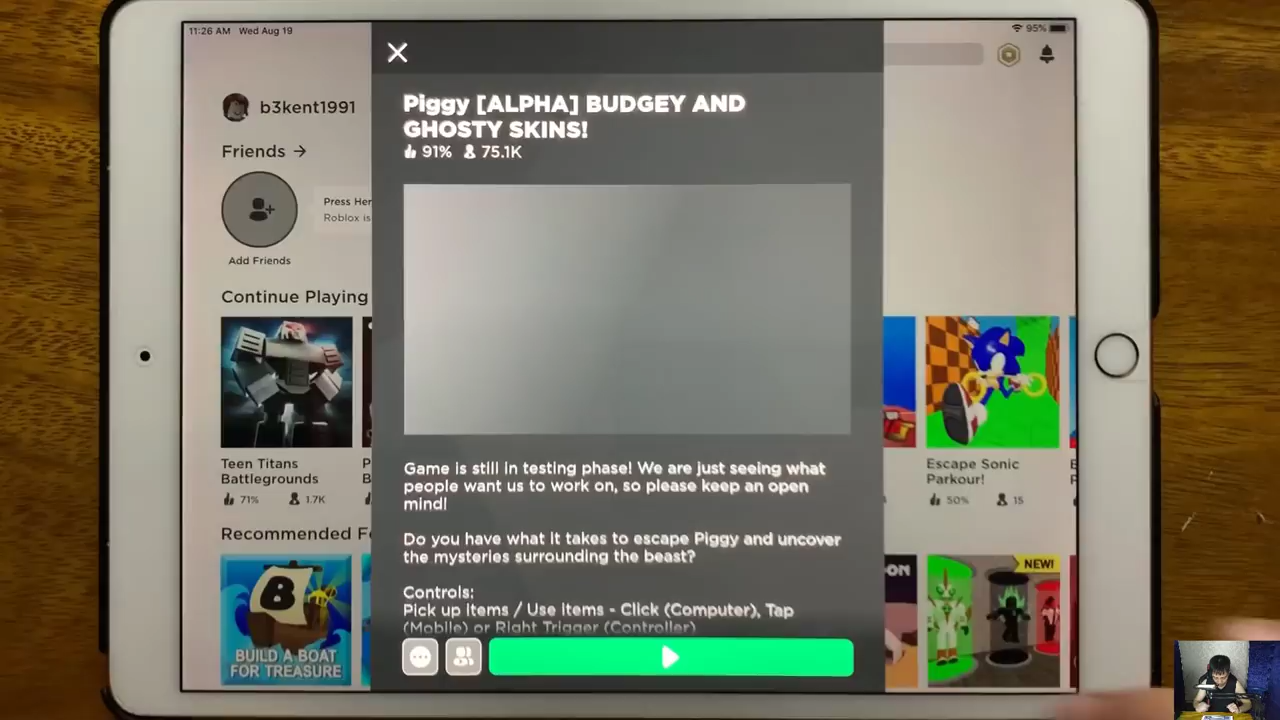 11:26 AM Wed Aug 19
95%
b3kent1991
Friends →
Press Her
Roblox is
Add Friends
Continue Playing
Teen Titans
Battlegrounds
71% 1.7K
Piggy [ALPHA] BUDGEY AND
GHOSTY SKINS!
91% 75.1K
Game is still in testing phase! We are just seeing what
people want us to work on, so please keep an open
mind!
Do you have what it takes to escape Piggy and uncover
the mysteries surrounding the beast?
Controls:
Pick up items / Use items - Click (Computer), Tap
(Mobile) or Right Trigger (Controller)
Escape Sonic
Parkour!
50% 15
Recommended Fo
B
BUILD A BOAT
FOR TREASURE
ON
NEW!